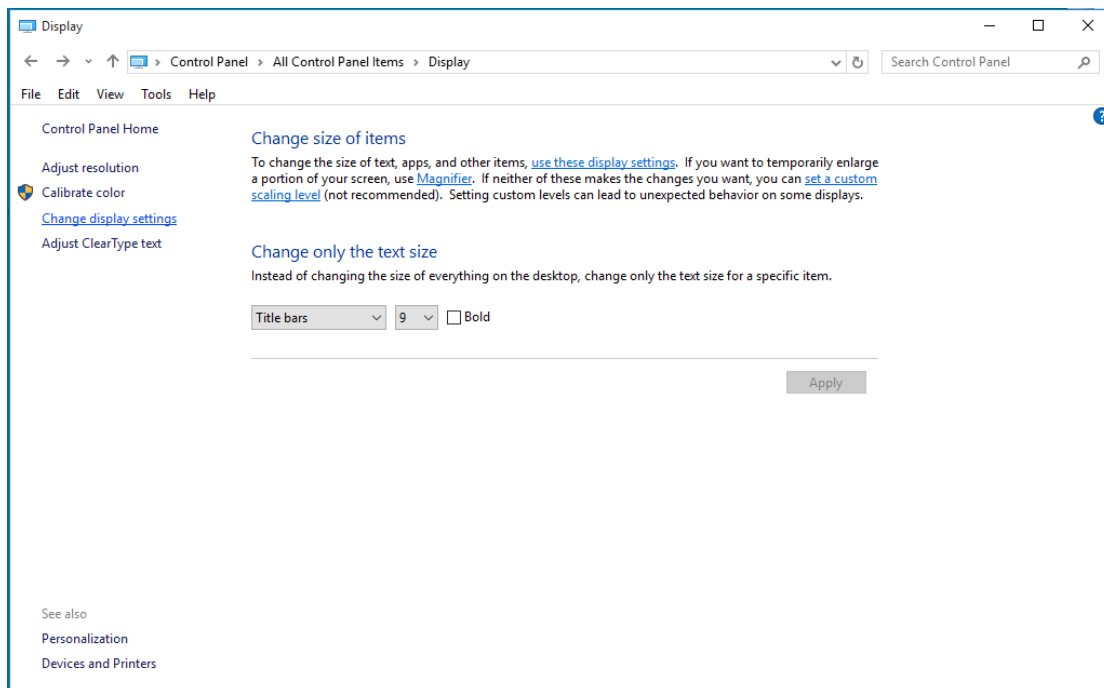 Display
Control Panel > All Control Panel Items > Display
Search Control Panel
File Edit View Tools Help
Control Panel Home
Adjust resolution
Calibrate color
Change display settings
Adjust ClearType text
Change size of items
To change the size of text, apps, and other items, use these display settings. If you want to temporarily enlarge
a portion of your screen, use Magnifier. If neither of these makes the changes you want, you can set a custom
scaling level (not recommended). Setting custom levels can lead to unexpected behavior on some displays.
Change only the text size
Instead of changing the size of everything on the desktop, change only the text size for a specific item.
Title bars 9 Bold
Apply
See also
Personalization
Devices and Printers